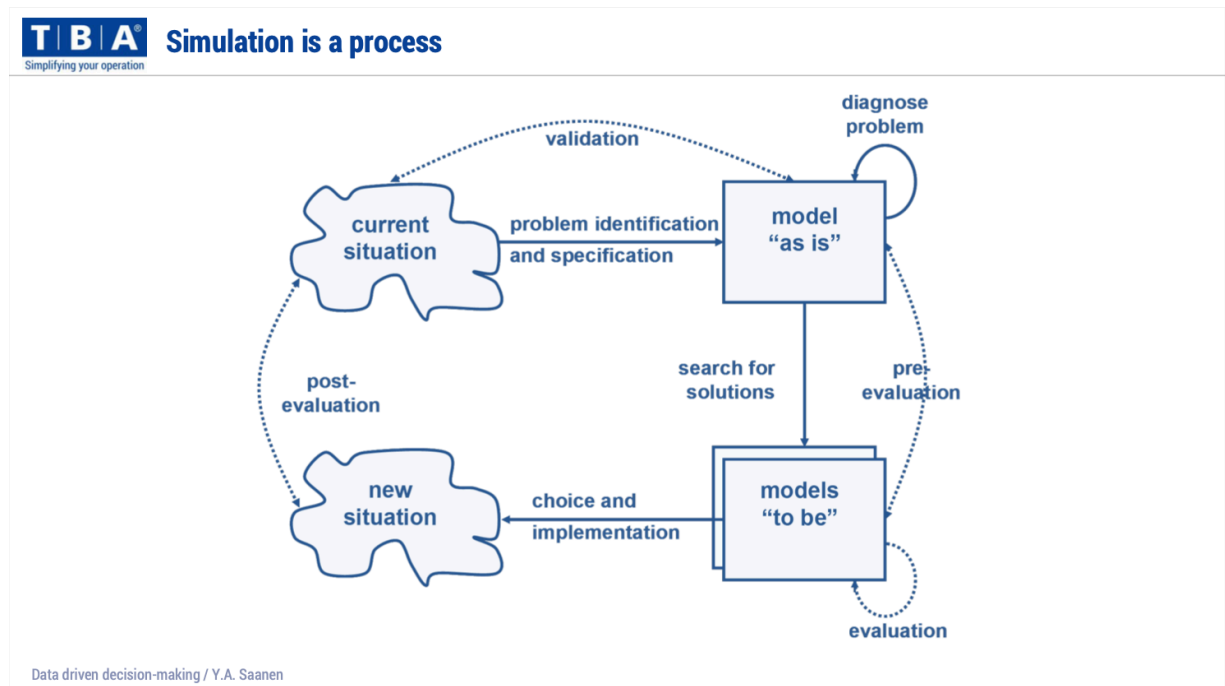 T|B|A®
Simplifying your operation
Simulation is a process
diagnose
problem
validation
current
situation
problem identification
and specification
model
“as is”
search for
solutions
pre-
evaluation
post-
evaluation
new
situation
choice and
implementation
models
“to be”
evaluation
Data driven decision-making / Y.A. Saanen